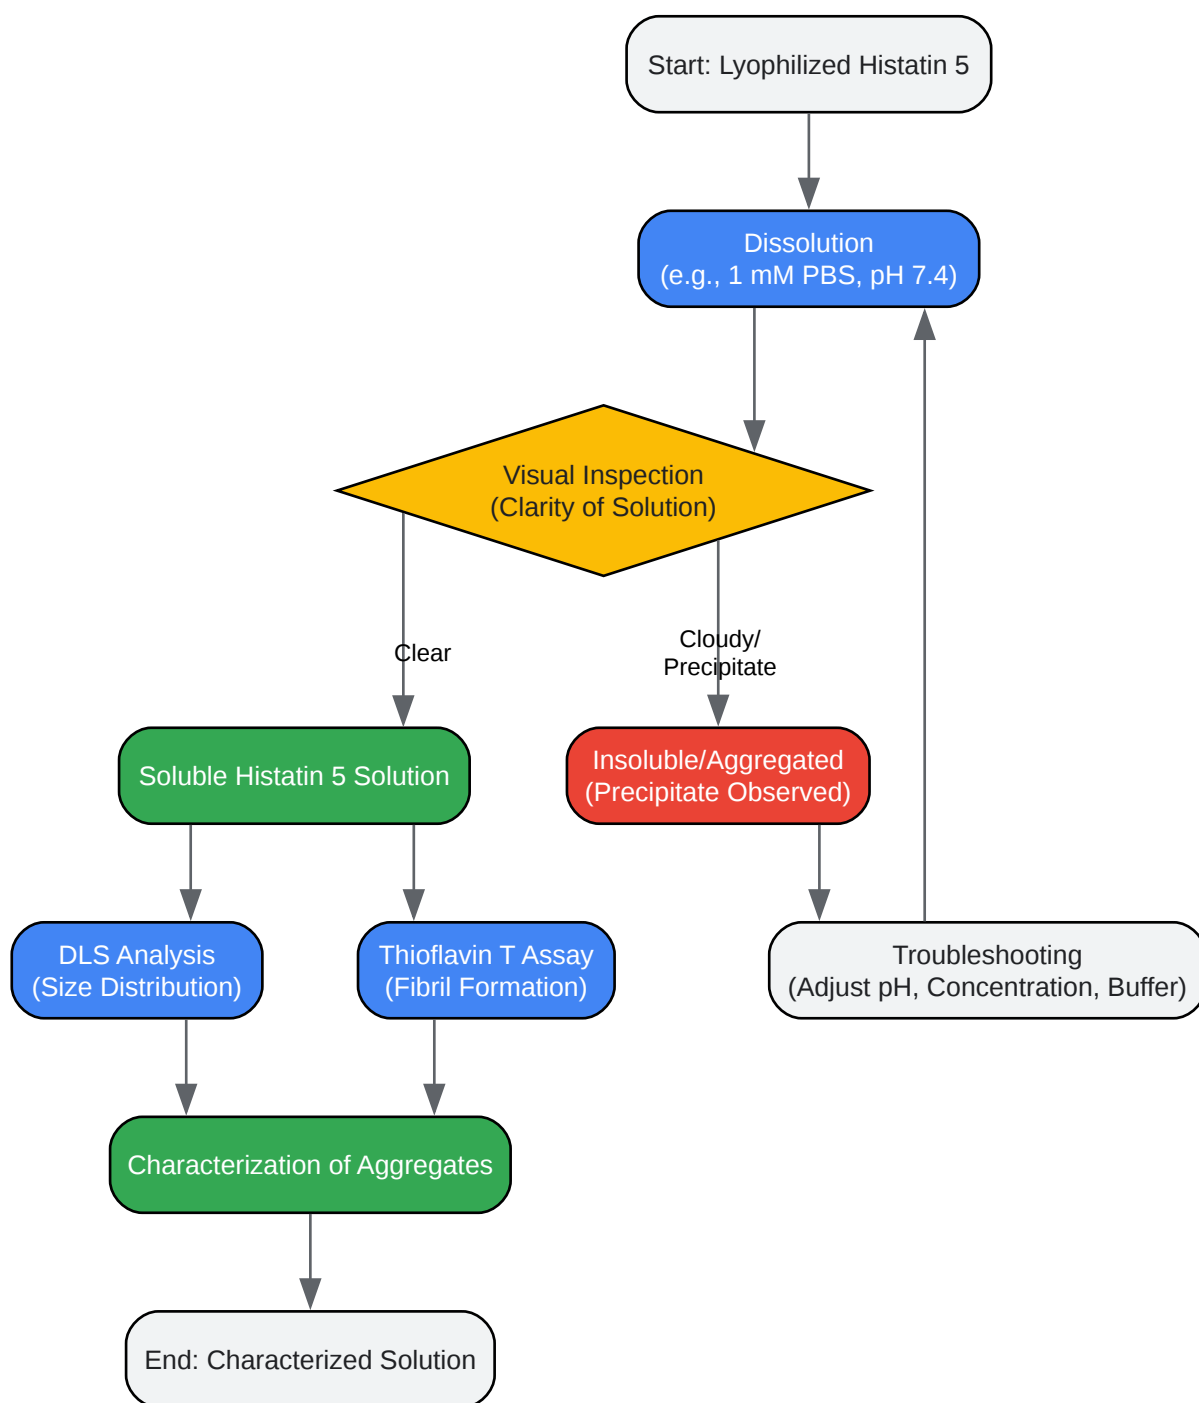 Start: Lyophilized Histatin 5
Dissolution
(e.g., 1 mM PBS, pH 7.4)
Visual Inspection
(Clarity of Solution)
Clear
Cloudy/
Precipitate
Soluble Histatin 5 Solution
Insoluble/Aggregated
(Precipitate Observed)
DLS Analysis
(Size Distribution)
Thioflavin T Assay
(Fibril Formation)
Troubleshooting
(Adjust pH, Concentration, Buffer)
Characterization of Aggregates
End: Characterized Solution